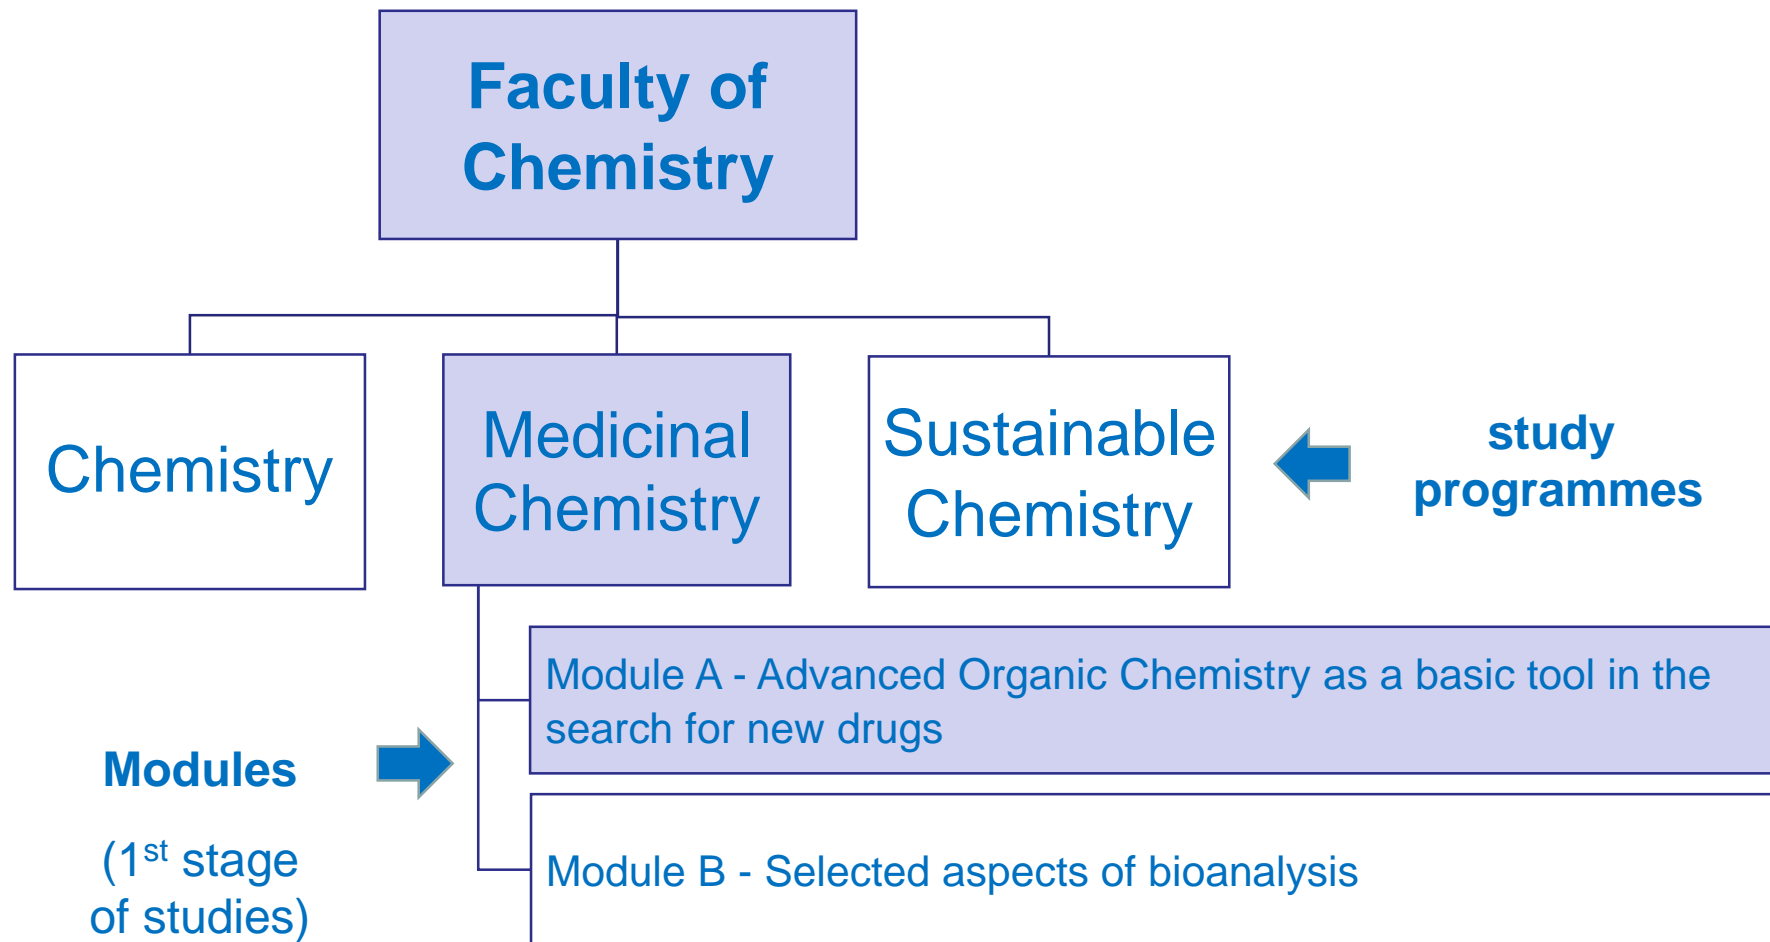 Faculty of
Chemistry
Chemistry
Medicinal
Chemistry
Sustainable
Chemistry
study
programmes
Module A - Advanced Organic Chemistry as a basic tool in the
search for new drugs
Modules
(1st stage
of studies)
Module B - Selected aspects of bioanalysis